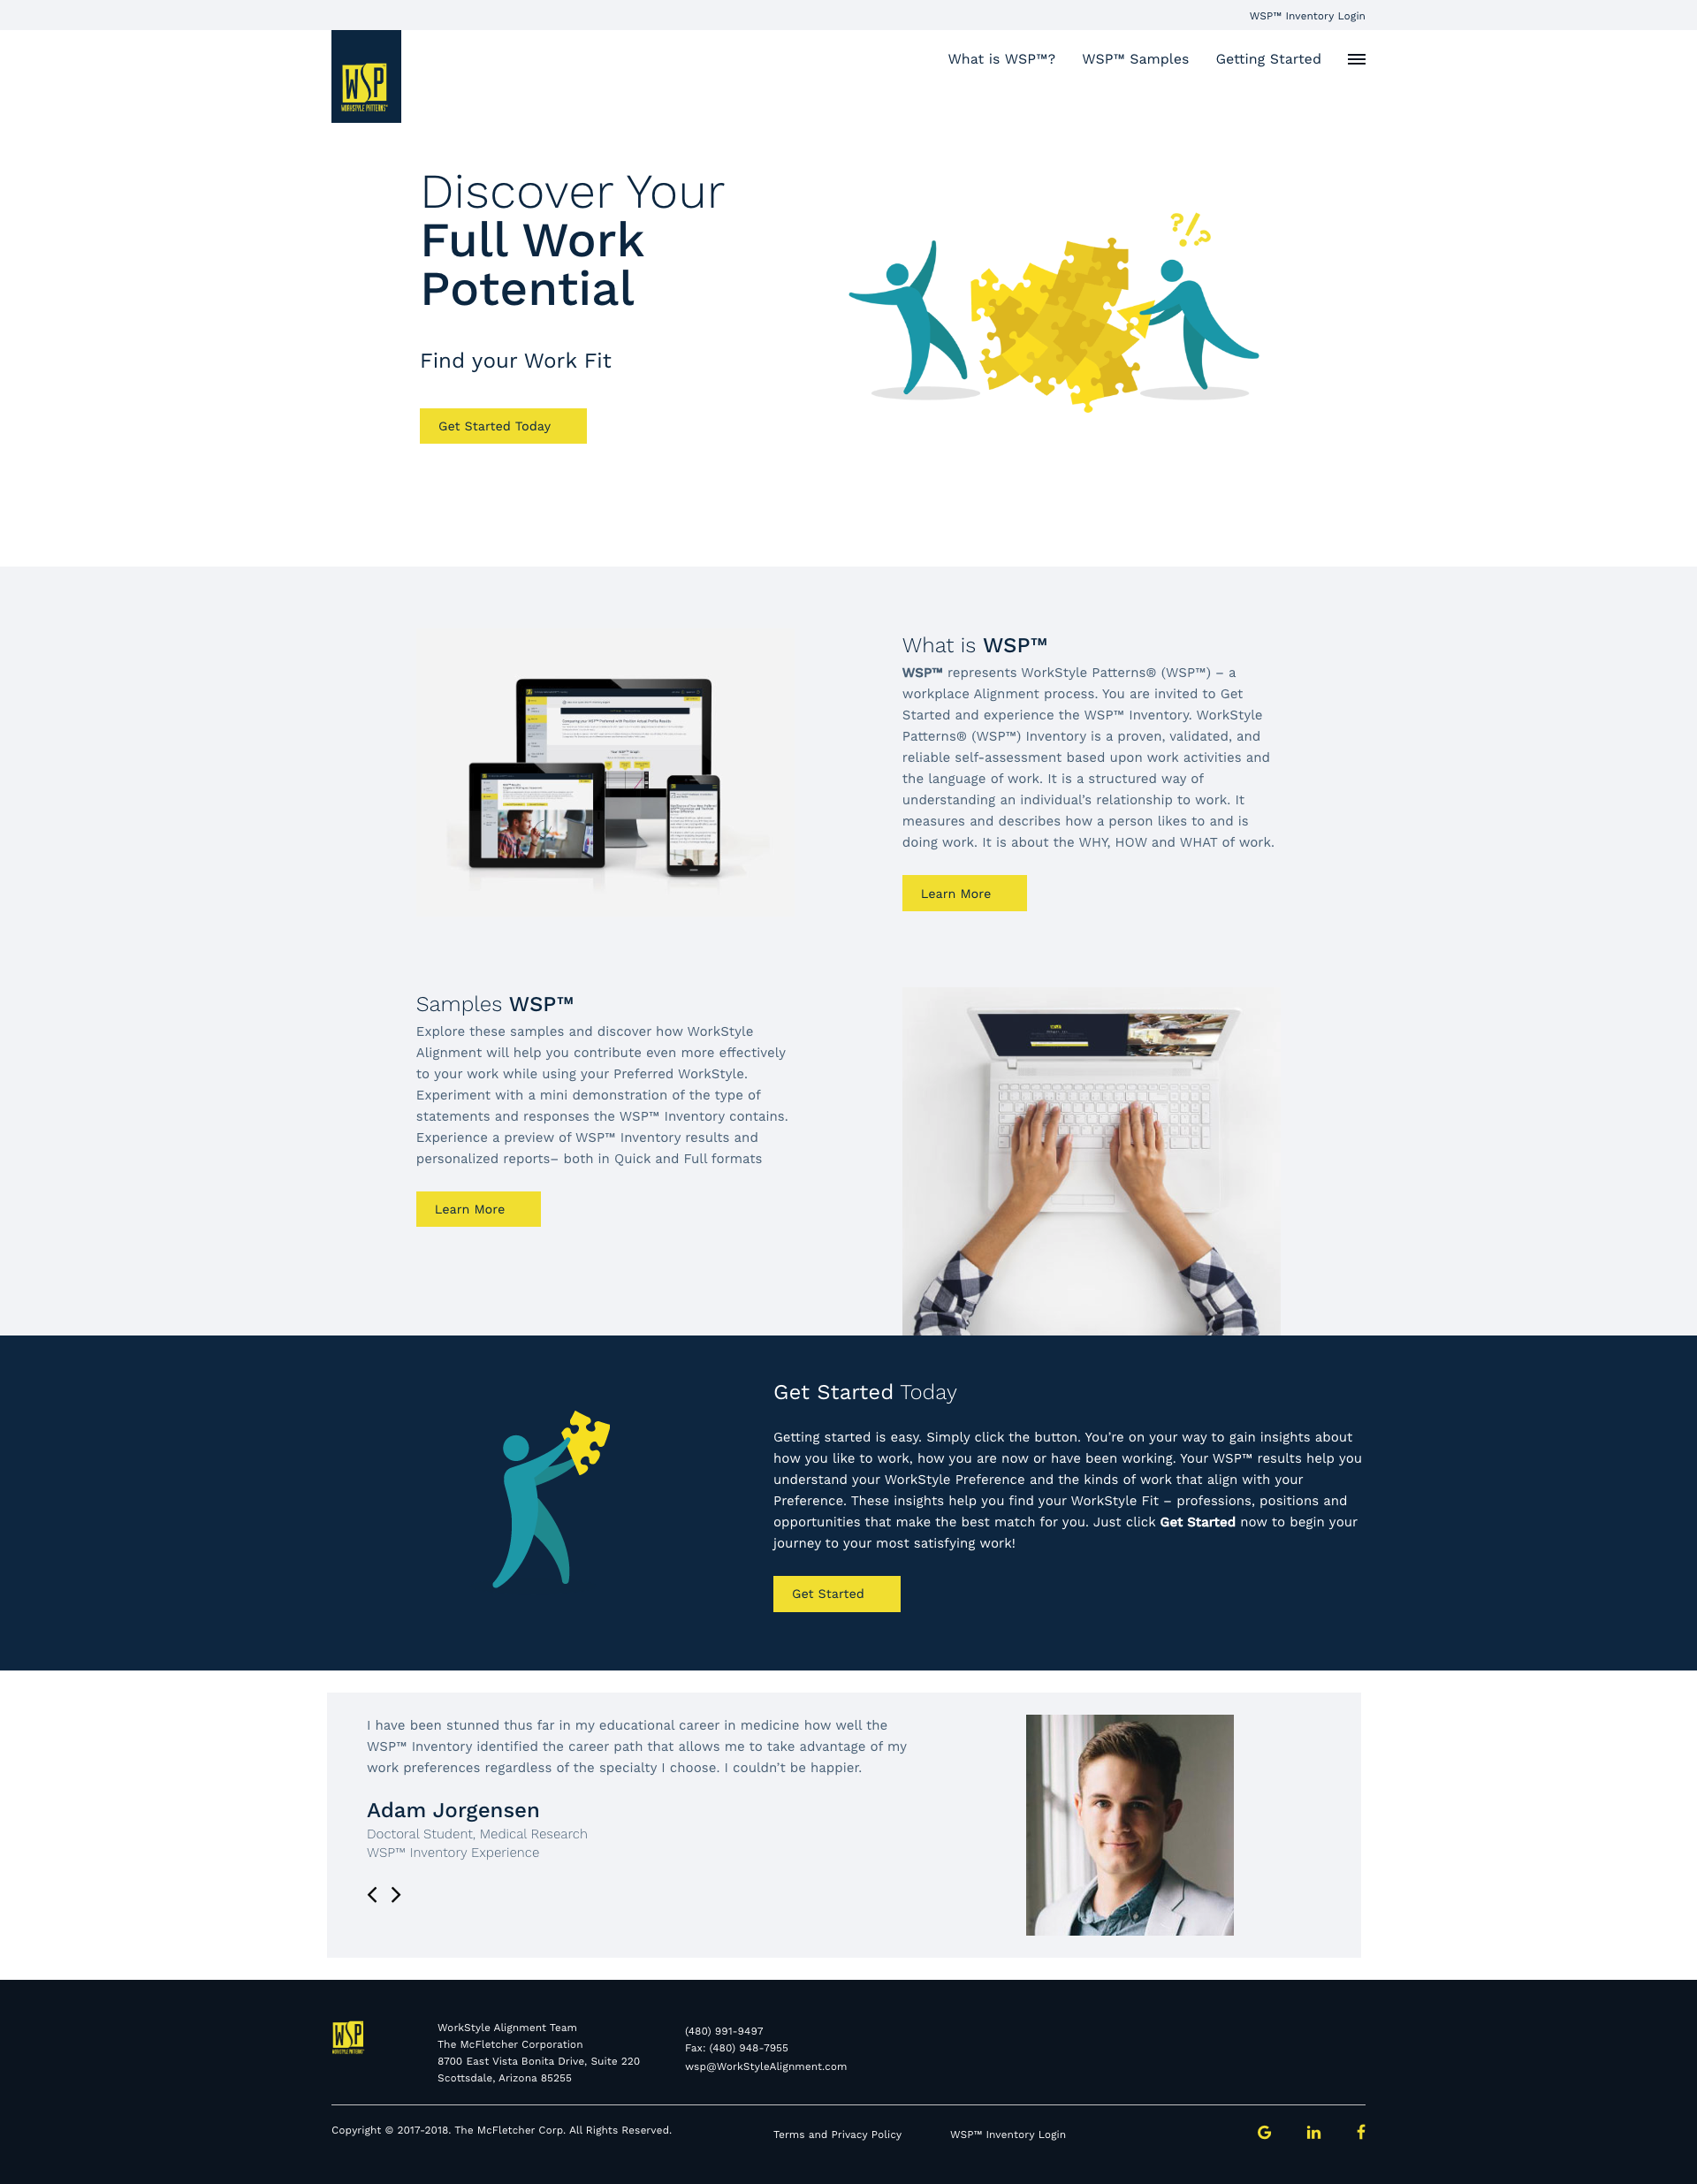 WSP™ Inventory Login
WSP
WORKSTYLE PATTERNS™
What is WSP™?
WSP™ Samples
Getting Started
Discover Your
Full Work
Potential
?!?
Find your Work Fit
Get Started Today
What is WSP™
WSP™ represents WorkStyle Patterns® (WSP™) – a
workplace Alignment process. You are invited to Get
Started and experience the WSP™ Inventory. WorkStyle
Patterns® (WSP™) Inventory is a proven, validated, and
reliable self-assessment based upon work activities and
the language of work. It is a structured way of
understanding an individual’s relationship to work. It
measures and describes how a person likes to and is
doing work. It is about the WHY, HOW and WHAT of work.
Learn More
Samples WSP™
Explore these samples and discover how WorkStyle
Alignment will help you contribute even more effectively
to your work while using your Preferred WorkStyle.
Experiment with a mini demonstration of the type of
statements and responses the WSP™ Inventory contains.
Experience a preview of WSP™ Inventory results and
personalized reports– both in Quick and Full formats
Learn More
Get Started Today
Getting started is easy. Simply click the button. You’re on your way to gain insights about
how you like to work, how you are now or have been working. Your WSP™ results help you
understand your WorkStyle Preference and the kinds of work that align with your
Preference. These insights help you find your WorkStyle Fit – professions, positions and
opportunities that make the best match for you. Just click Get Started now to begin your
journey to your most satisfying work!
Get Started
I have been stunned thus far in my educational career in medicine how well the
WSP™ Inventory identified the career path that allows me to take advantage of my
work preferences regardless of the specialty I choose. I couldn’t be happier.
Adam Jorgensen
Doctoral Student, Medical Research
WSP™ Inventory Experience
WSP
WORKSTYLE PATTERNS™
WorkStyle Alignment Team
The McFletcher Corporation
8700 East Vista Bonita Drive, Suite 220
Scottsdale, Arizona 85255
(480) 991-9497
Fax: (480) 948-7955
wsp@WorkStyleAlignment.com
Copyright © 2017-2018. The McFletcher Corp. All Rights Reserved.
Terms and Privacy Policy
WSP™ Inventory Login